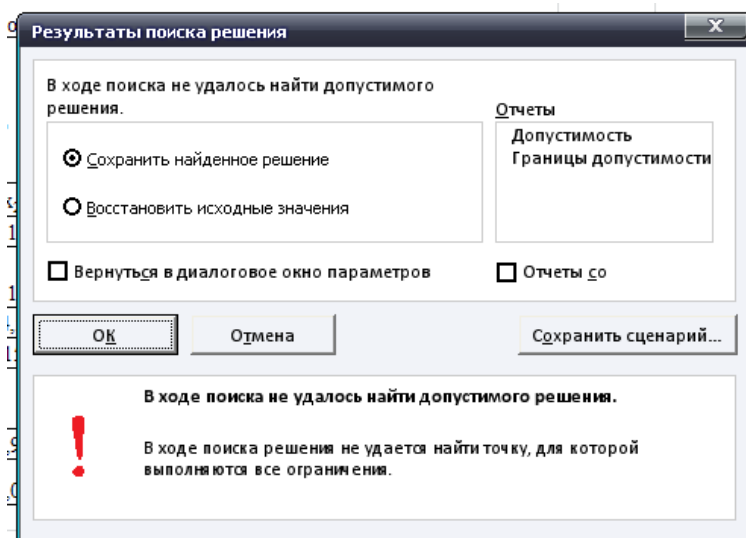 Результаты поиска решения
В ходе поиска не удалось найти допустимого
решения.
Отчеты
Допустимость
Границы допустимости
Сохранить найденное решение
Восстановить исходные значения
Вернуться в диалоговое окно параметров
Отчеты со
ОК
Отмена
Сохранить сценарий...
В ходе поиска не удалось найти допустимого решения.
В ходе поиска решения не удается найти точку, для которой
выполняются все ограничения.